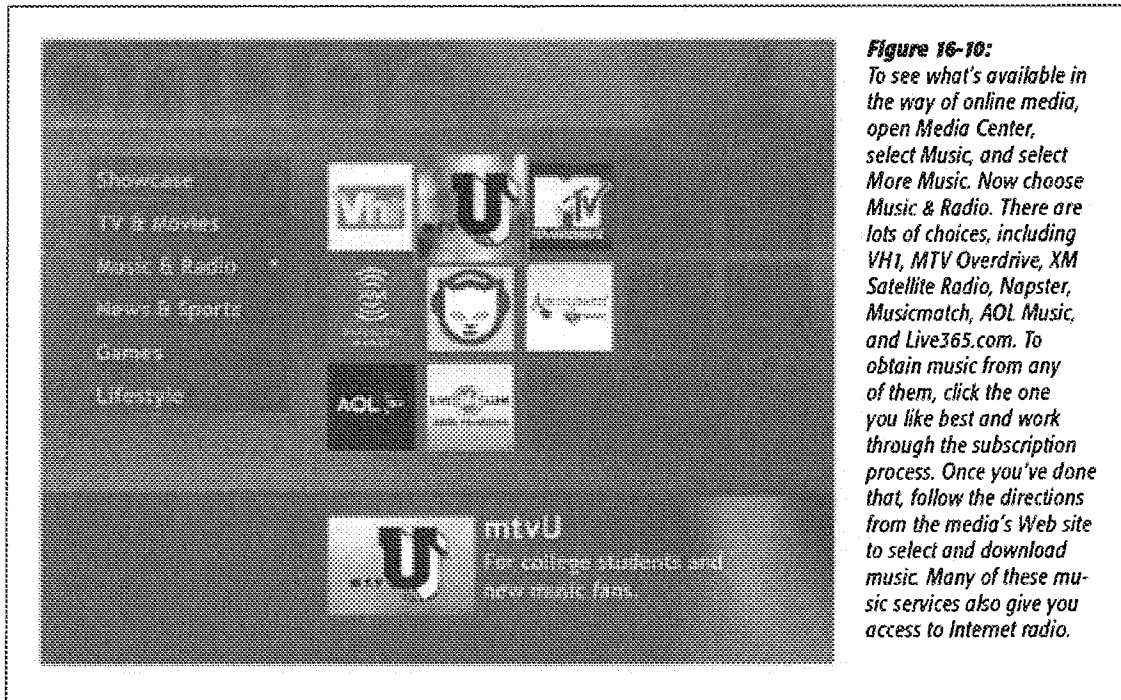 Figure 16-10:
To see what's available in
the way of online media,
open Media Center,
select Music, and select
More Music. Now choose
Music & Radio. There are
lots of choices, including
VH1, MTV Overdrive, XM
Satellite Radio, Napster,
Musicmatch, AOL Music,
and Live365.com. To
obtain music from any
of them, click the one
you like best and work
through the subscription
process. Once you've done
that, follow the directions
from the media's Web site
to select and download
music. Many of these mu-
sic services also give you
access to Internet radio.
Showcase
TV & Movies
Music & Radio
News & Sports
Games
Lifestyle
VH1
U
MTV
AOL
mtvU
For college students and
new music fans.
MTV U